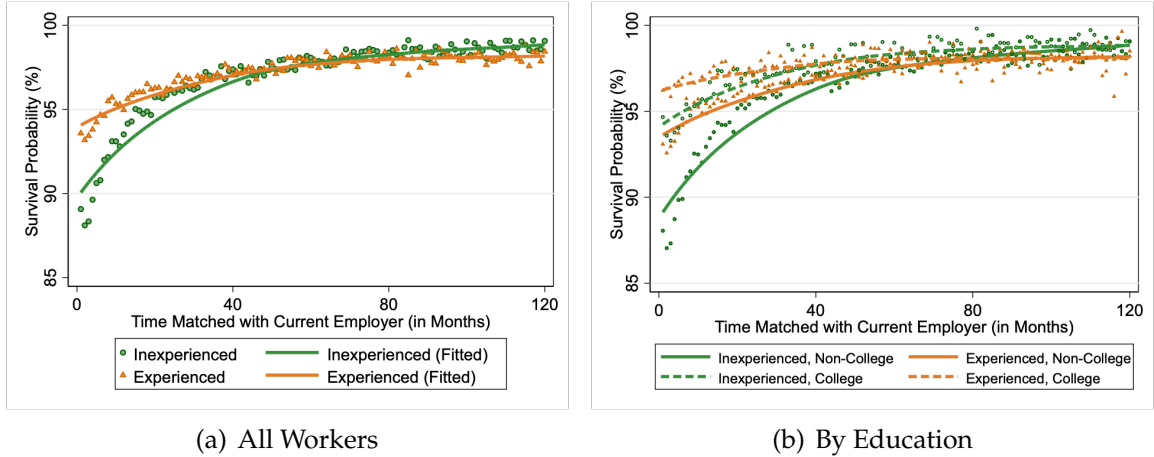 Survival Probability (%)
100
95
90
85
0
40
80
120
Time Matched with Current Employer (in Months)
Inexperienced
Inexperienced (Fitted)
Experienced
Experienced (Fitted)
(a) All Workers
Survival Probability (%)
100
95
90
85
0
40
80
120
Time Matched with Current Employer (in Months)
Inexperienced, Non-College
Experienced, Non-College
Inexperienced, College
Experienced, College
(b) By Education